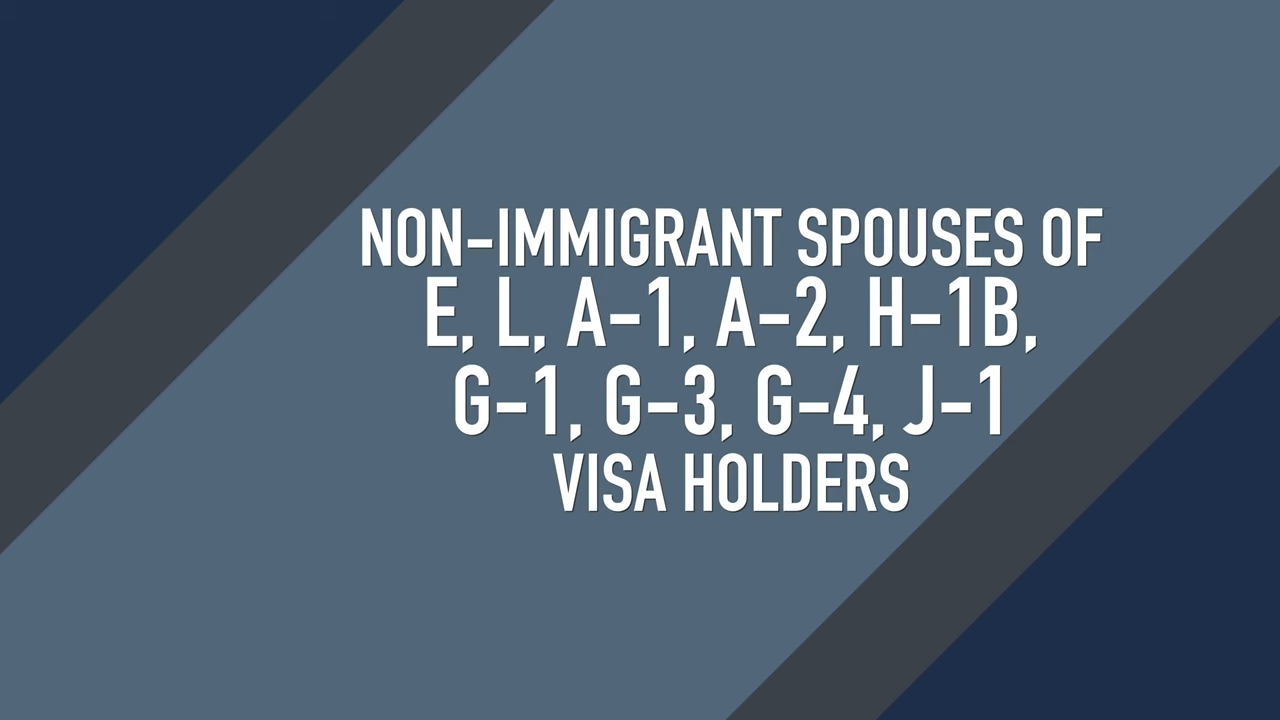 NON-IMMIGRANT SPOUSES OF
E, L, A-1, A-2, H-1B,
G-1, G-3, G-4, J-1
VISA HOLDERS